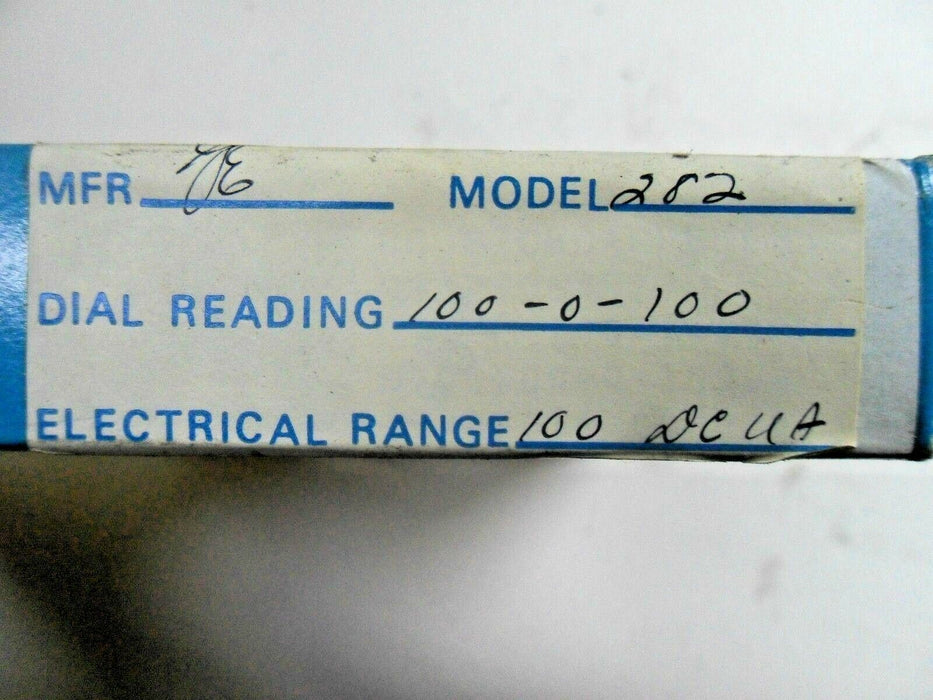 MFR MODEL 282
DIAL READING 100-0-100
ELECTRICAL RANGE 100 DC UA